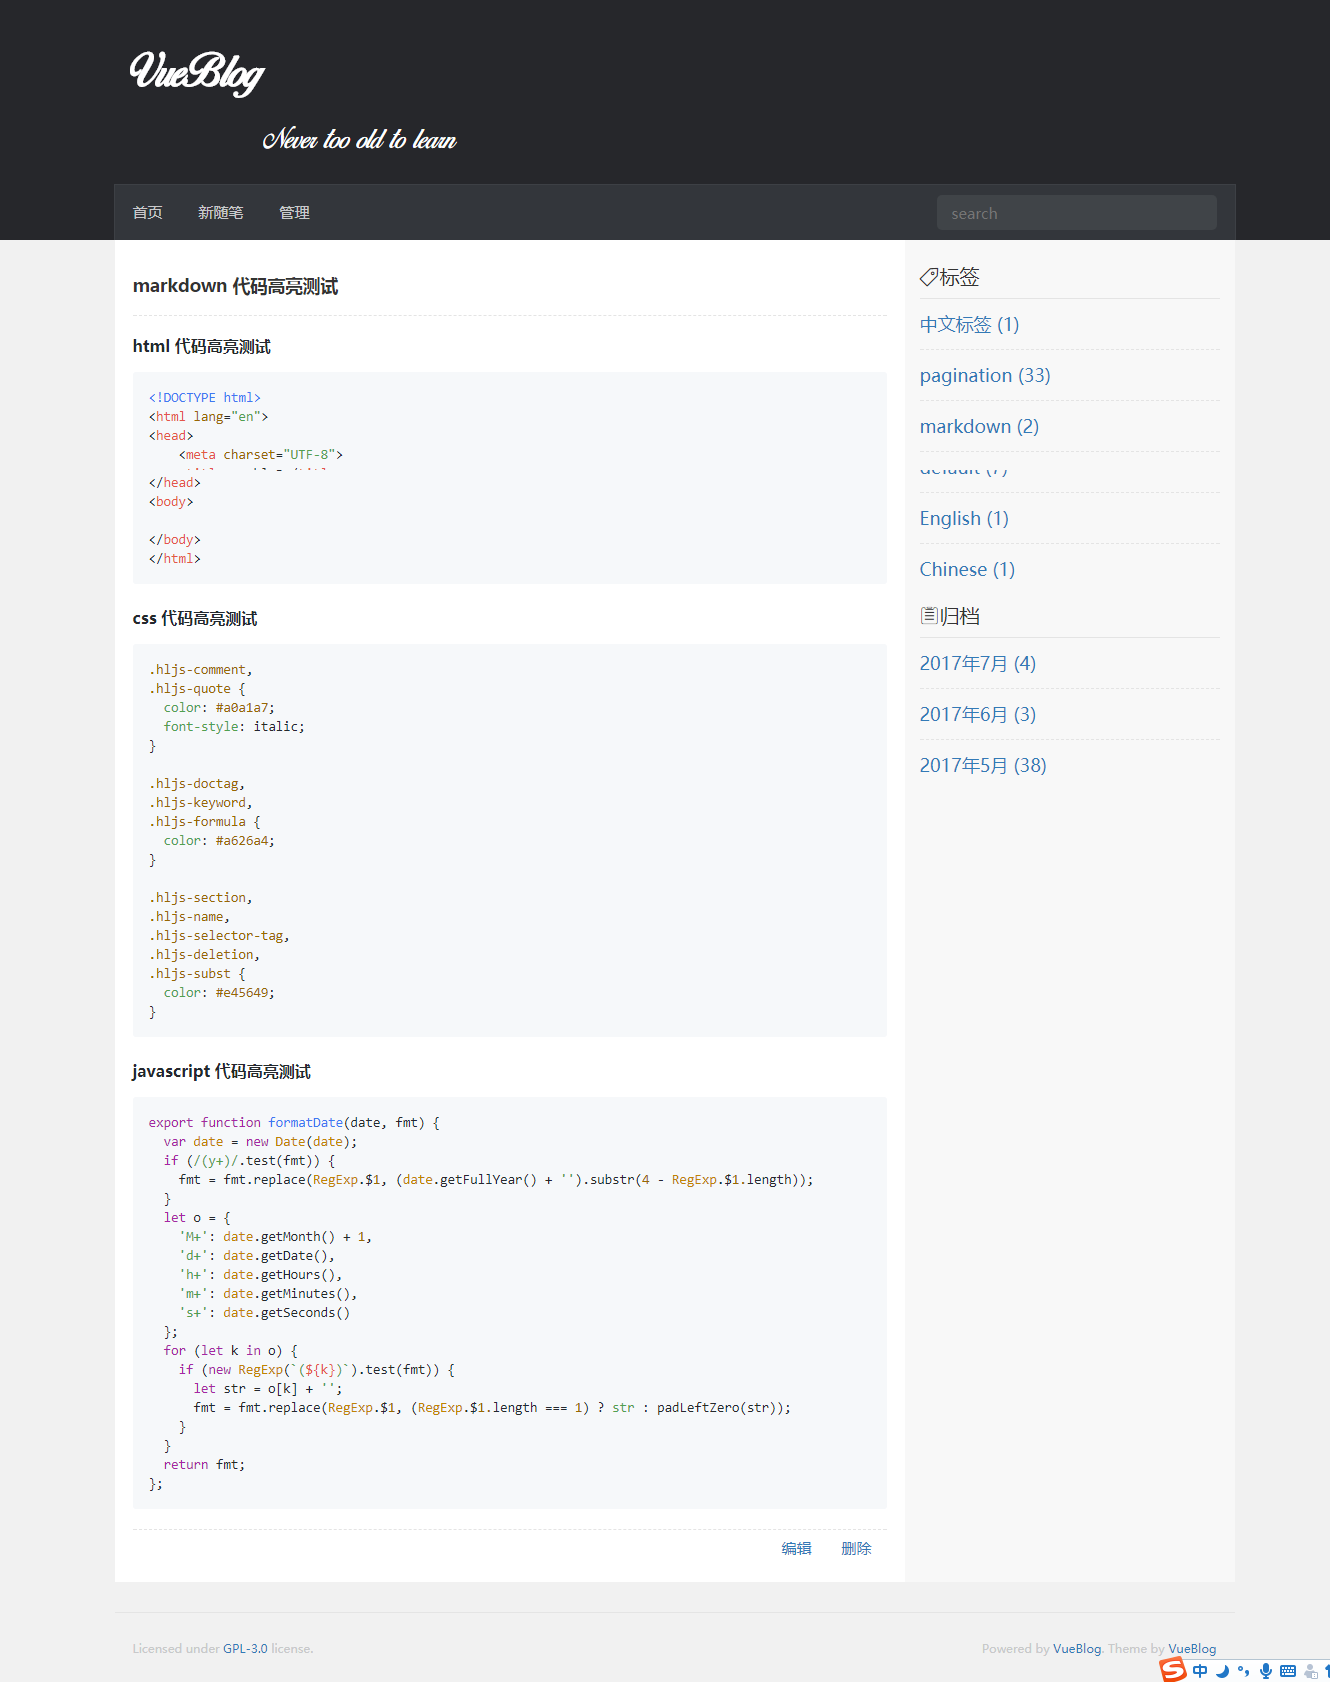 VueBlog
Never too old to learn
首页 新随笔 管理 search
markdown 代码高亮测试
html 代码高亮测试
<!DOCTYPE html>
<html lang="en">
<head>
    <meta charset="UTF-8">
</head>
<body>

</body>
</html>
css 代码高亮测试
.hljs-comment,
.hljs-quote {
  color: #a0a1a7;
  font-style: italic;
}

.hljs-doctag,
.hljs-keyword,
.hljs-formula {
  color: #a626a4;
}

.hljs-section,
.hljs-name,
.hljs-selector-tag,
.hljs-deletion,
.hljs-subst {
  color: #e45649;
}
javascript 代码高亮测试
export function formatDate(date, fmt) {
  var date = new Date(date);
  if (/(y+)/.test(fmt)) {
    fmt = fmt.replace(RegExp.$1, (date.getFullYear() + '').substr(4 - RegExp.$1.length));
  }
  let o = {
    'M+': date.getMonth() + 1,
    'd+': date.getDate(),
    'h+': date.getHours(),
    'm+': date.getMinutes(),
    's+': date.getSeconds()
  };
  for (let k in o) {
    if (new RegExp(`(${k})`).test(fmt)) {
      let str = o[k] + '';
      fmt = fmt.replace(RegExp.$1, (RegExp.$1.length === 1) ? str : padLeftZero(str));
    }
  }
  return fmt;
};
编辑 删除
标签
中文标签 (1)
pagination (33)
markdown (2)
default (7)
English (1)
Chinese (1)
归档
2017年7月 (4)
2017年6月 (3)
2017年5月 (38)
Licensed under GPL-3.0 license.
Powered by VueBlog. Theme by VueBlog
S 中